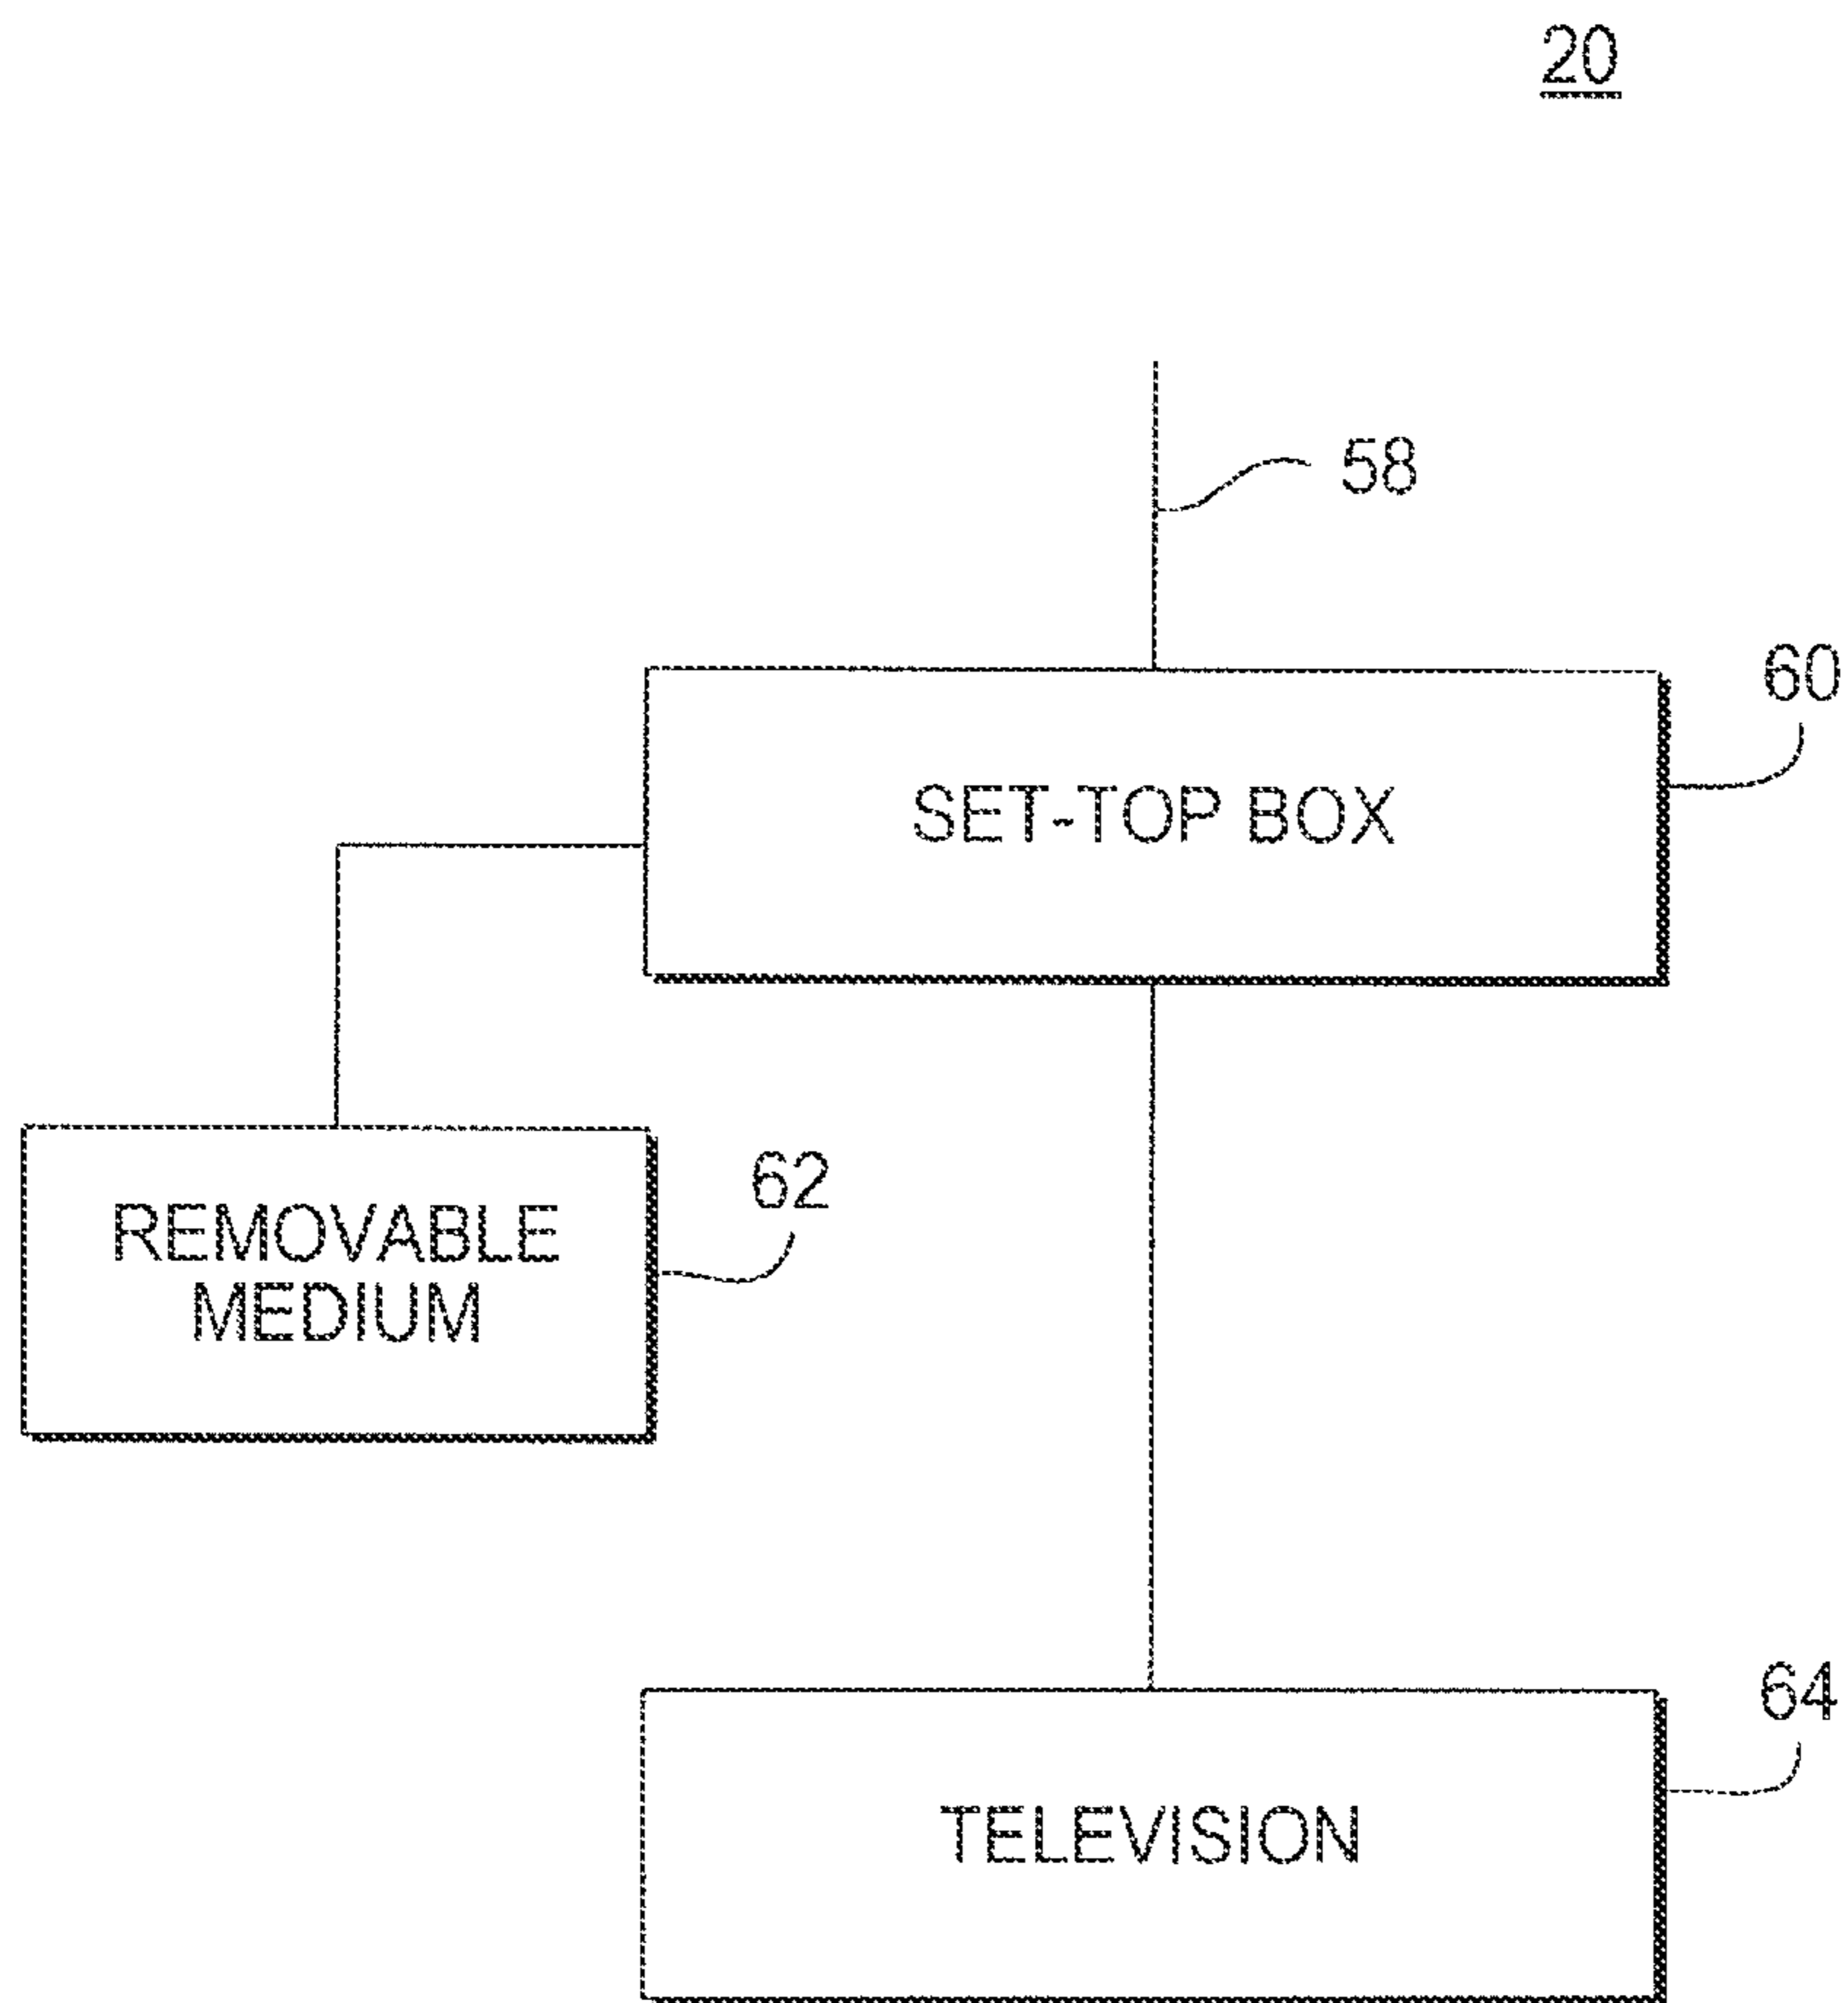 20
58
60
SET-TOP BOX
62
REMOVABLE
MEDIUM
64
TELEVISION